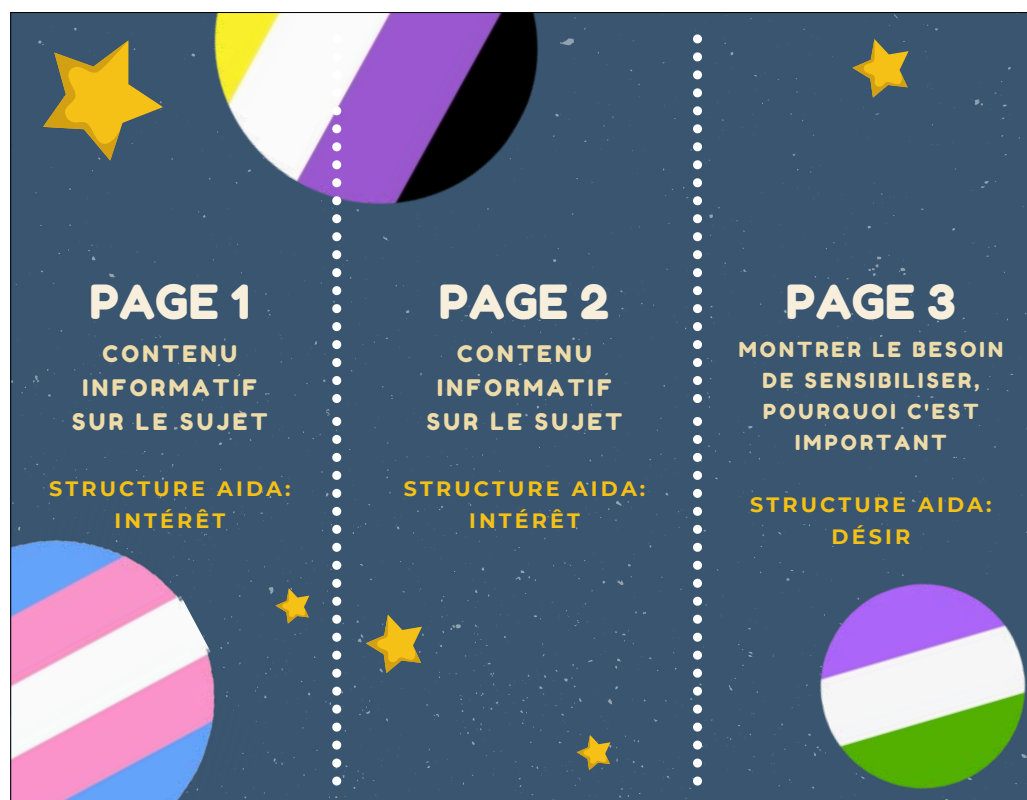 PAGE 1
CONTENU
INFORMATIF
SUR LE SUJET
STRUCTURE AIDA:
INTÉRÊT
PAGE 2
CONTENU
INFORMATIF
SUR LE SUJET
STRUCTURE AIDA:
INTÉRÊT
PAGE 3
MONTRER LE BESOIN
DE SENSIBILISER,
POURQUOI C'EST
IMPORTANT
STRUCTURE AIDA:
DÉSIR